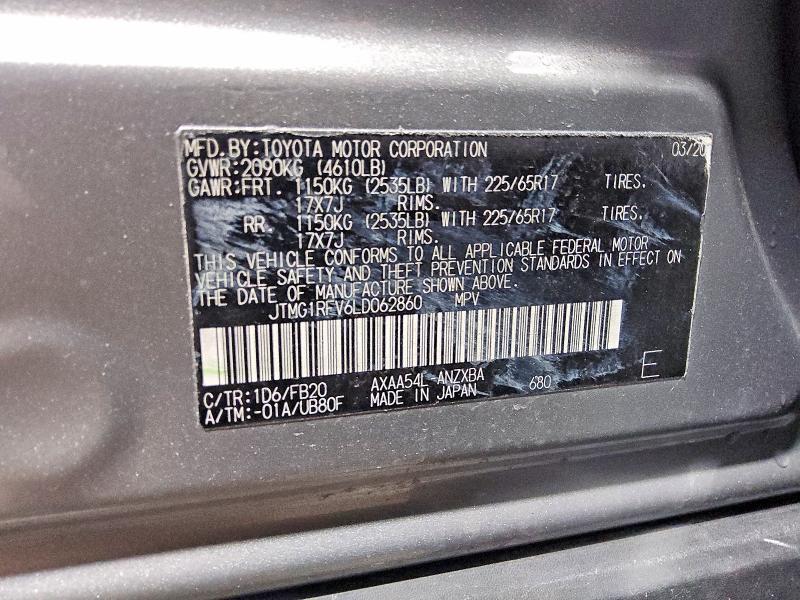 MFD. BY:TOYOTA MOTOR CORPORATION 03/20
GVWR:2090KG (4610LB)
GAWR:FRT. 1150KG (2535LB) WITH 225/65R17 TIRES,
17X7J RIMS.
RR. 1150KG (2535LB) WITH 225/65R17 TIRES,
17X7J RIMS.
THIS VEHICLE CONFORMS TO ALL APPLICABLE FEDERAL MOTOR
VEHICLE SAFETY AND THEFT PREVENTION STANDARDS IN EFFECT ON
THE DATE OF MANUFACTURE SHOWN ABOVE.
JTMG1RFV6LD062860 MPV
C/TR:1D6/FB20 AXAA54L-ANZXBA 680 E
A/TM:-01A/UB80F MADE IN JAPAN